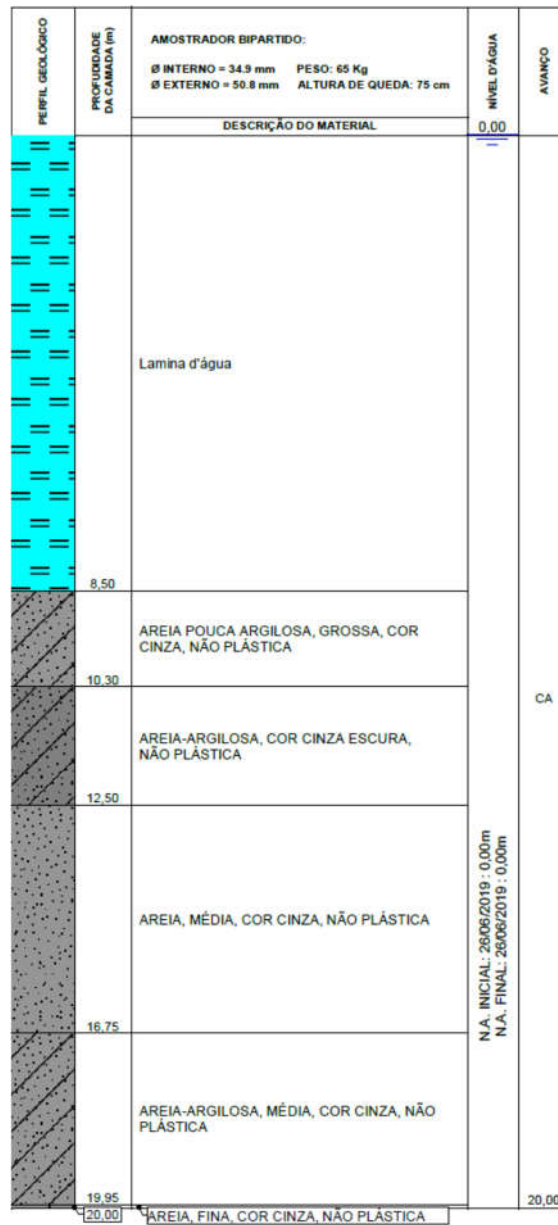 PERFIL GEOLÓGICO
PROFUDIDADE
DA CAMADA (m)
AMOSTRADOR BIPARTIDO:
Ø INTERNO = 34.9 mm PESO: 65 Kg
Ø EXTERNO = 50.8 mm ALTURA DE QUEDA: 75 cm
DESCRIÇÃO DO MATERIAL
NÍVEL D'ÁGUA
AVANÇO
0,00
Lamina d'água
8,50
AREIA POUCA ARGILOSA, GROSSA, COR
CINZA, NÃO PLÁSTICA
10,30
AREIA-ARGILOSA, COR CINZA ESCURA,
NÃO PLÁSTICA
12,50
CA
AREIA, MÉDIA, COR CINZA, NÃO PLÁSTICA
16,75
N.A. INICIAL: 26/06/2019 : 0,00m
N.A. FINAL: 26/06/2019 : 0,00m
AREIA-ARGILOSA, MÉDIA, COR CINZA, NÃO
PLÁSTICA
19,95
20,00
20,00 AREIA, FINA, COR CINZA, NÃO PLÁSTICA